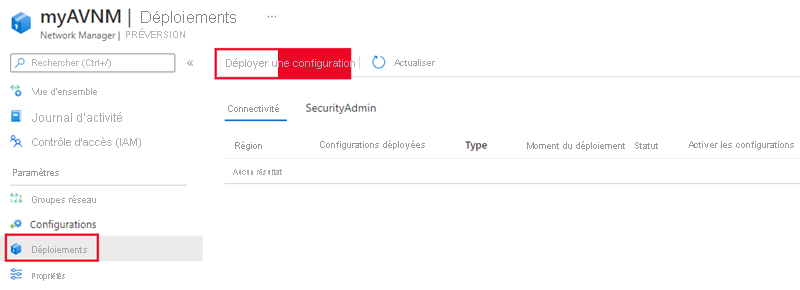 myAVNM | Déploiements ...
Network Manager | PRÉVERSION
Rechercher (Ctrl+/) «
Déployer une configuration Actualiser
Vue d'ensemble
Journal d'activité
Contrôle d'accès (IAM)
Paramètres
Groupes réseau
Configurations
Déploiements
Propriétés
Connectivité SecurityAdmin
Région Configurations déployées Type Moment du déploiement Statut Activer les configurations
Aucun résultat